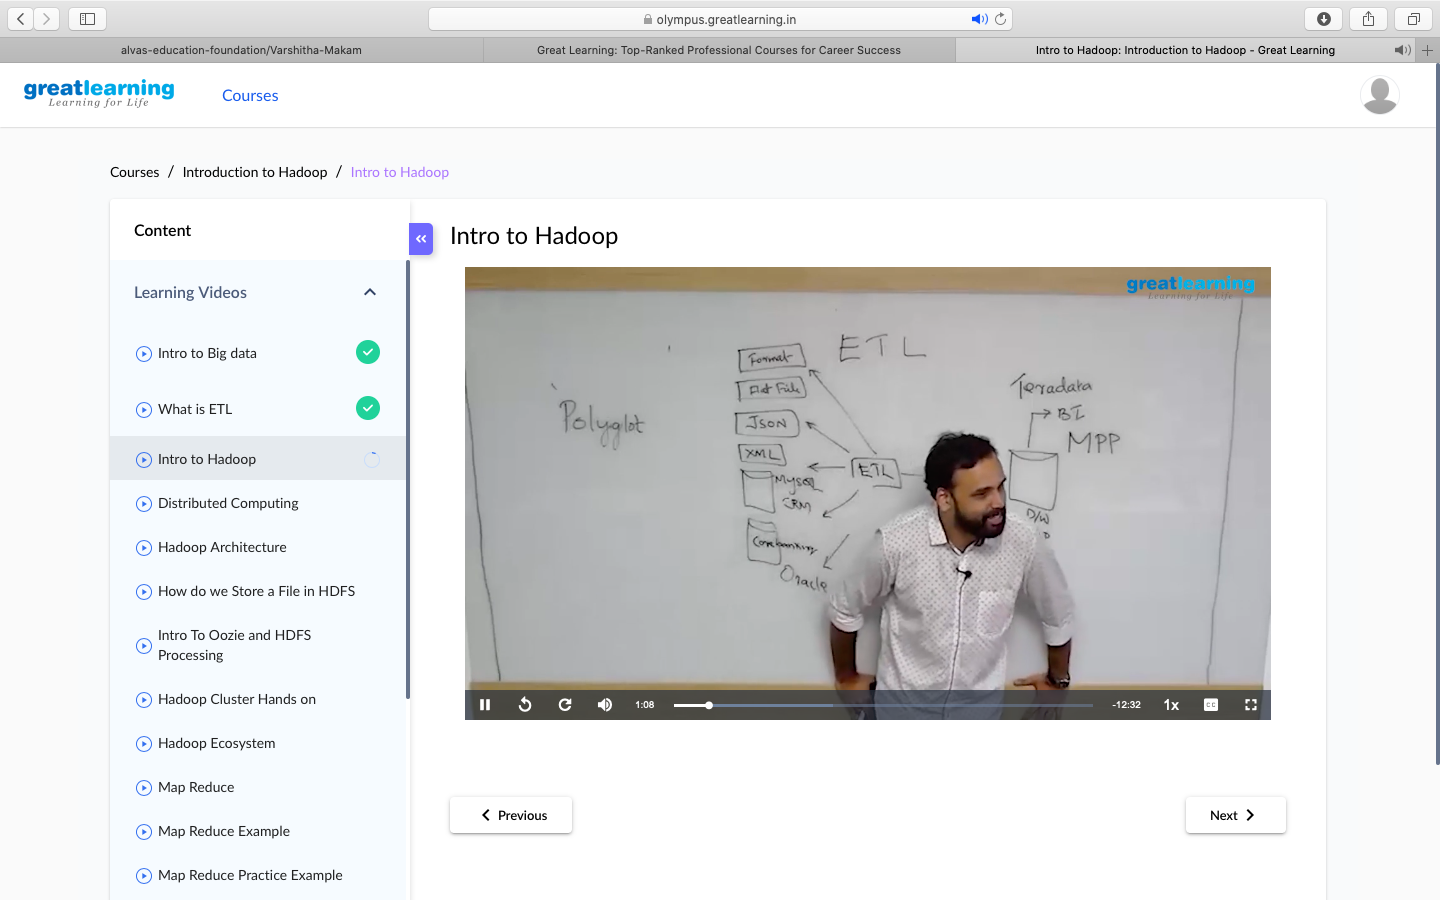 olympus.greatlearning.in
alvas-education-foundation/Varshitha-Makam
Great Learning: Top-Ranked Professional Courses for Career Success
Intro to Hadoop: Introduction to Hadoop - Great Learning
greatlearning
Learning for Life
Courses
Courses / Introduction to Hadoop / Intro to Hadoop
Content
Learning Videos
Intro to Big data
What is ETL
Intro to Hadoop
Distributed Computing
Hadoop Architecture
How do we Store a File in HDFS
Intro To Oozie and HDFS
Processing
Hadoop Cluster Hands on
Hadoop Ecosystem
Map Reduce
Map Reduce Example
Map Reduce Practice Example
Intro to Hadoop
greatlearning
Learning for Life
ETL
Format
Flat File
Json
XML
Mysql
CRM
Corebanking
Oracle
Polyglot
ETL
Teradata
BI
MPP
D/W
1:08
-12:32
1x
CC
Previous
Next